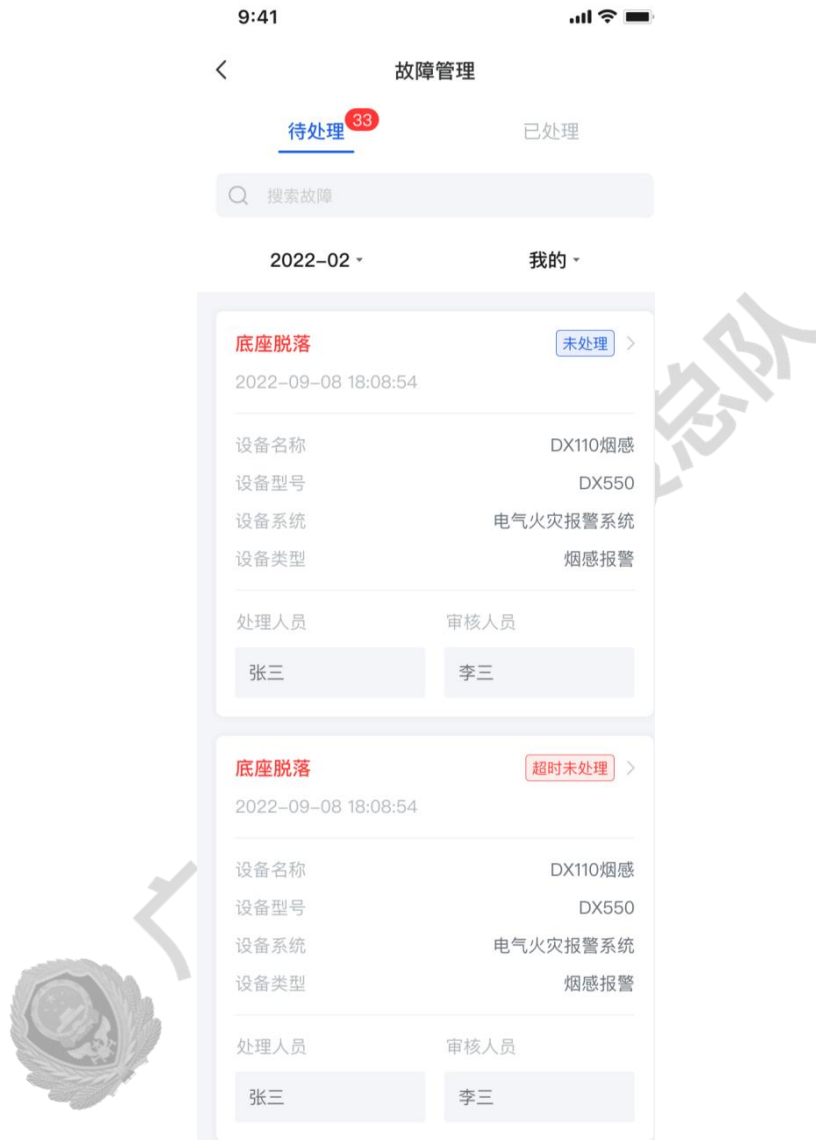 9:41
故障管理
待处理 33 已处理
搜索故障
2022-02 我的
底座脱落 未处理
2022-09-08 18:08:54
设备名称 DX110烟感
设备型号 DX550
设备系统 电气火灾报警系统
设备类型 烟感报警
处理人员 审核人员
张三 李三
底座脱落 超时未处理
2022-09-08 18:08:54
设备名称 DX110烟感
设备型号 DX550
设备系统 电气火灾报警系统
设备类型 烟感报警
处理人员 审核人员
张三 李三
广
总队